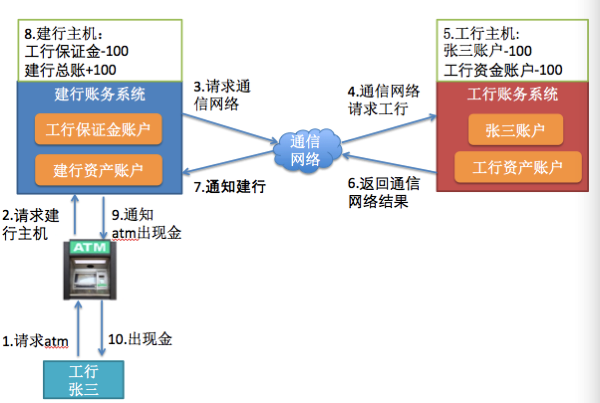 8.建行主机：
工行保证金-100
建行总账+100
建行账务系统
工行保证金账户
建行资产账户
3.请求通
信网络
通信
网络
7.通知建行
4.通信网络
请求工行
6.返回通信
网络结果
5.工行主机：
张三账户-100
工行资金账户-100
工行账务系统
张三账户
工行资产账户
2.请求建
行主机
9.通知
atm出现金
ATM
1.请求atm
10.出现金
工行
张三